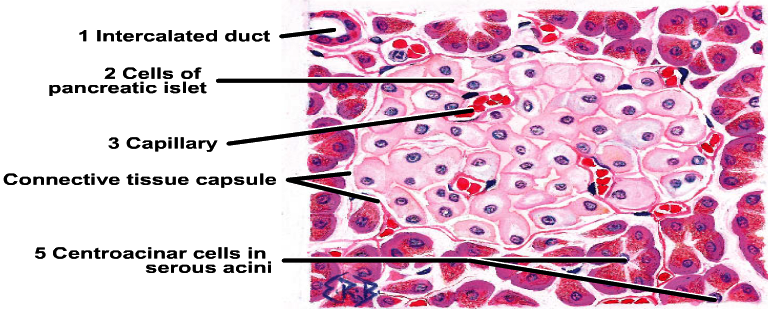 1 Intercalated duct
2 Cells of
pancreatic islet
3 Capillary
Connective tissue capsule
5 Centroacinar cells in
serous acini